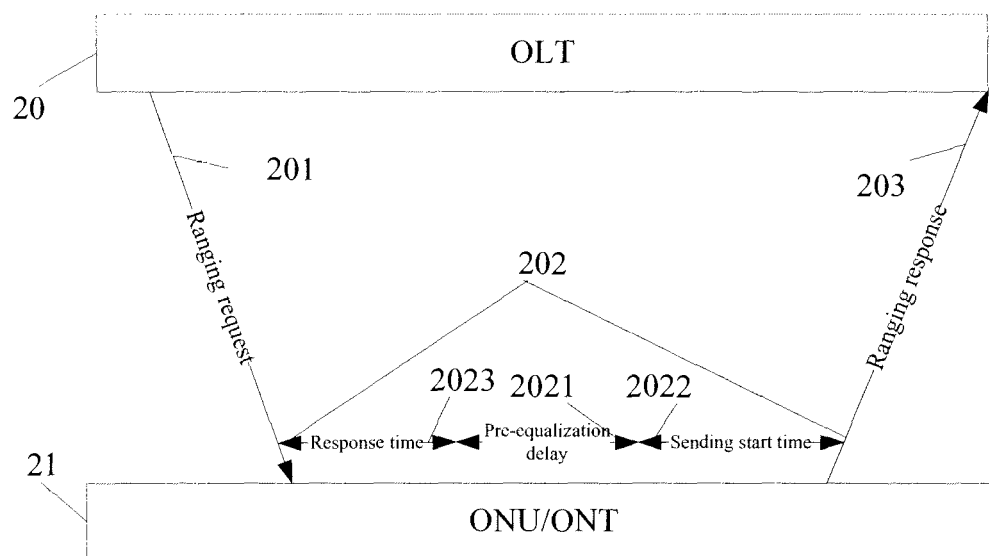 OLT
20
201
203
Ranging request
Ranging response
202
2023
2021
2022
Response time
Pre-equalization
delay
Sending start time
21
ONU/ONT